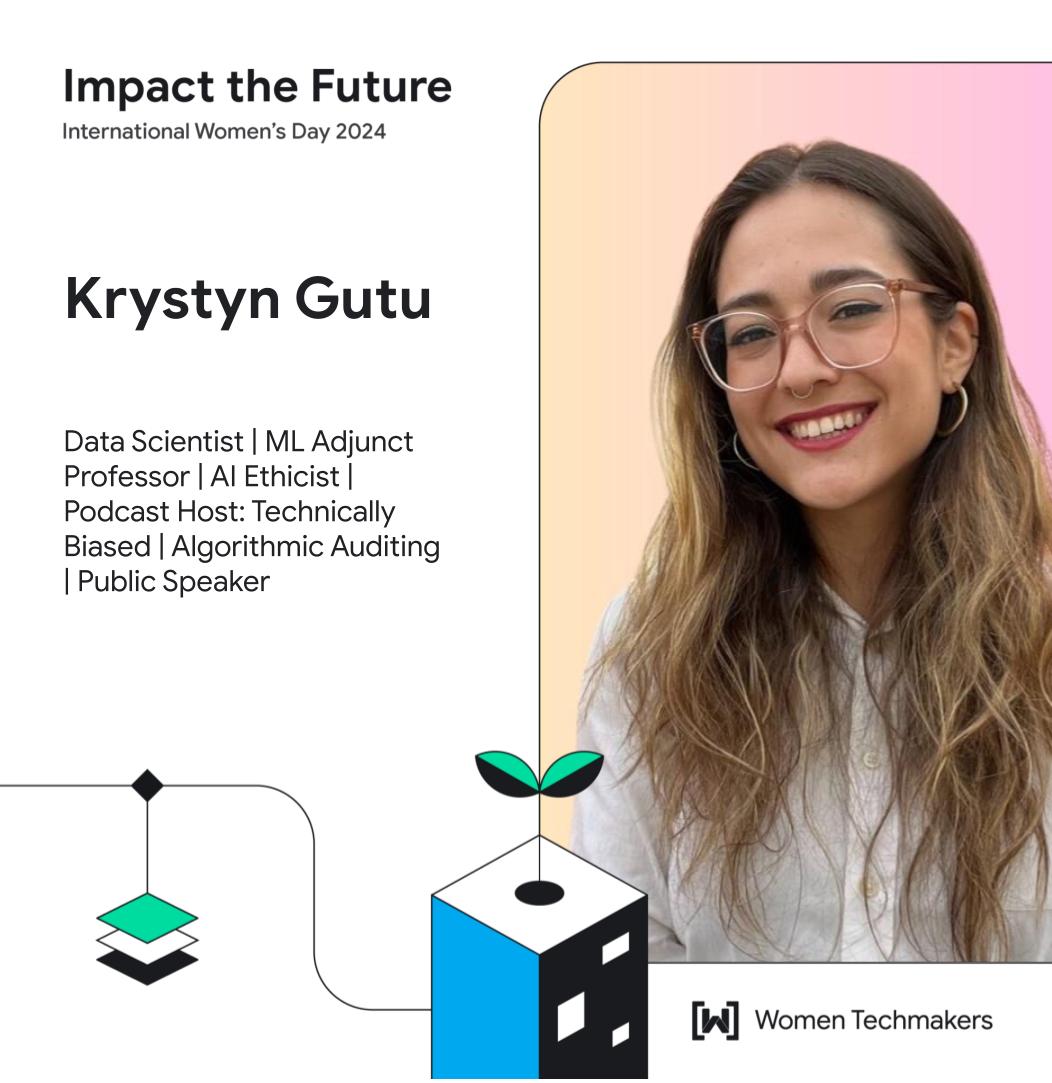 Impact the Future
International Women’s Day 2024
Krystyn Gutu
Data Scientist | ML Adjunct
Professor | AI Ethicist |
Podcast Host: Technically
Biased | Algorithmic Auditing
| Public Speaker
[W] Women Techmakers